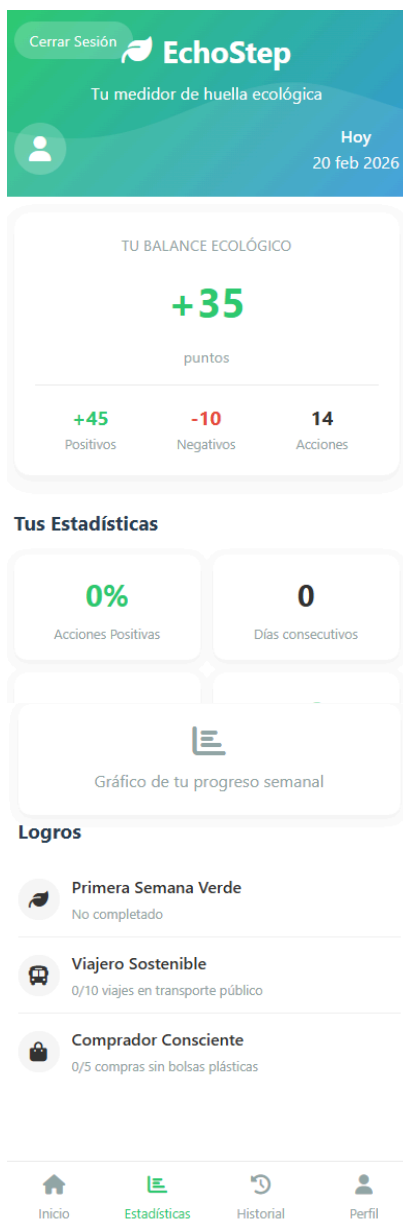 Cerrar Sesión
EchoStep
Tu medidor de huella ecológica
Hoy
20 feb 2026
TU BALANCE ECOLÓGICO
+35
puntos
+45 -10 14
Positivos Negativos Acciones
Tus Estadísticas
0% 0
Acciones Positivas Días consecutivos
Gráfico de tu progreso semanal
Logros
Primera Semana Verde
No completado
Viajero Sostenible
0/10 viajes en transporte público
Comprador Consciente
0/5 compras sin bolsas plásticas
Inicio Estadísticas Historial Perfil